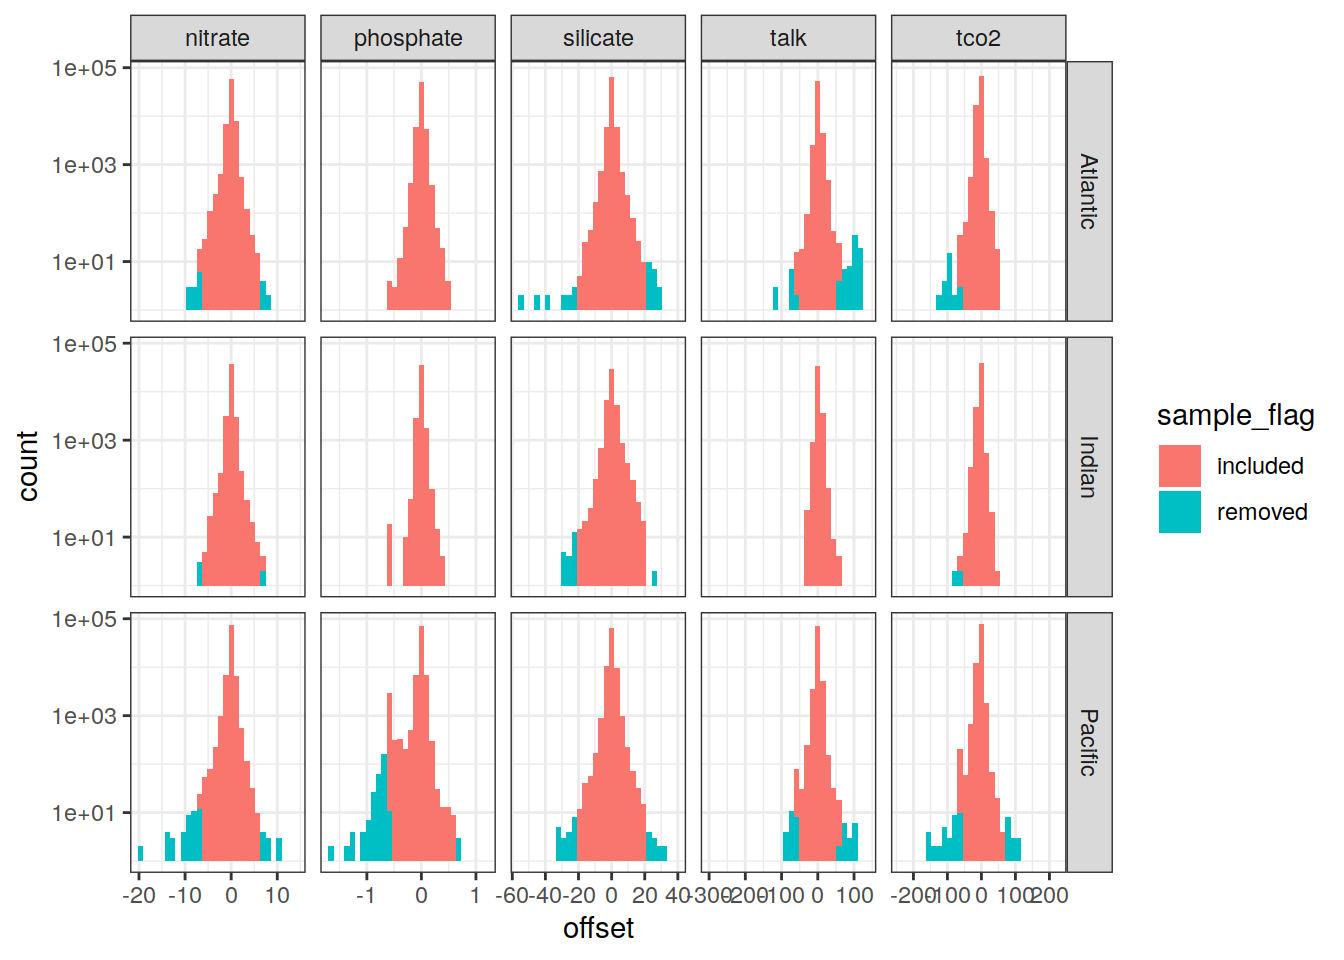 nitrate phosphate silicate talk tco2
1e+05
1e+03
1e+01
Atlantic
1e+05
1e+03
1e+01
Indian
1e+05
1e+03
1e+01
Pacific
count
-20 -10 0 10 -1 0 1 -60 -40 -20 0 20 40 -300 -200 -100 0 100 -200 -100 0 100 200
offset
sample_flag
included
removed